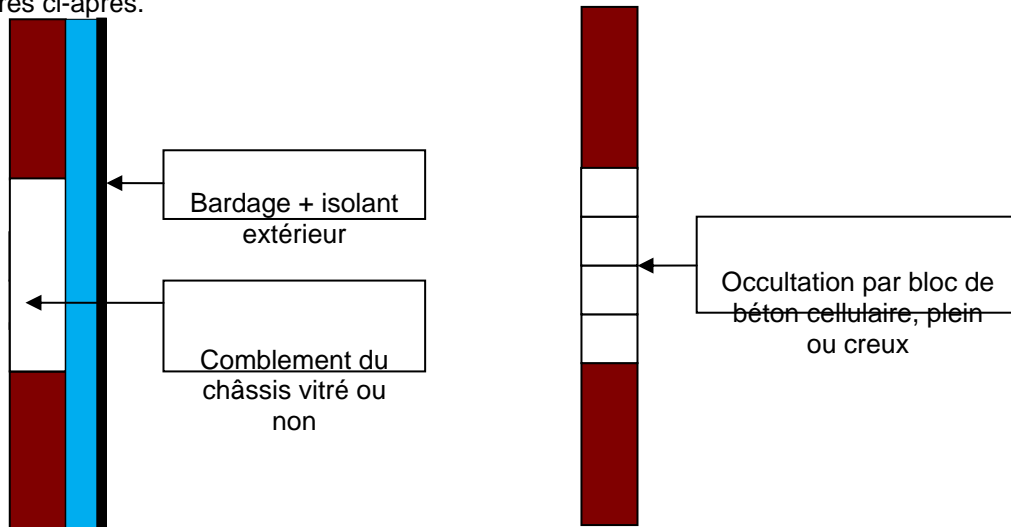 res ci-après.
Bardage + isolant
extérieur
Comblement du
châssis vitré ou
non
Occultation par bloc de
béton cellulaire, plein
ou creux